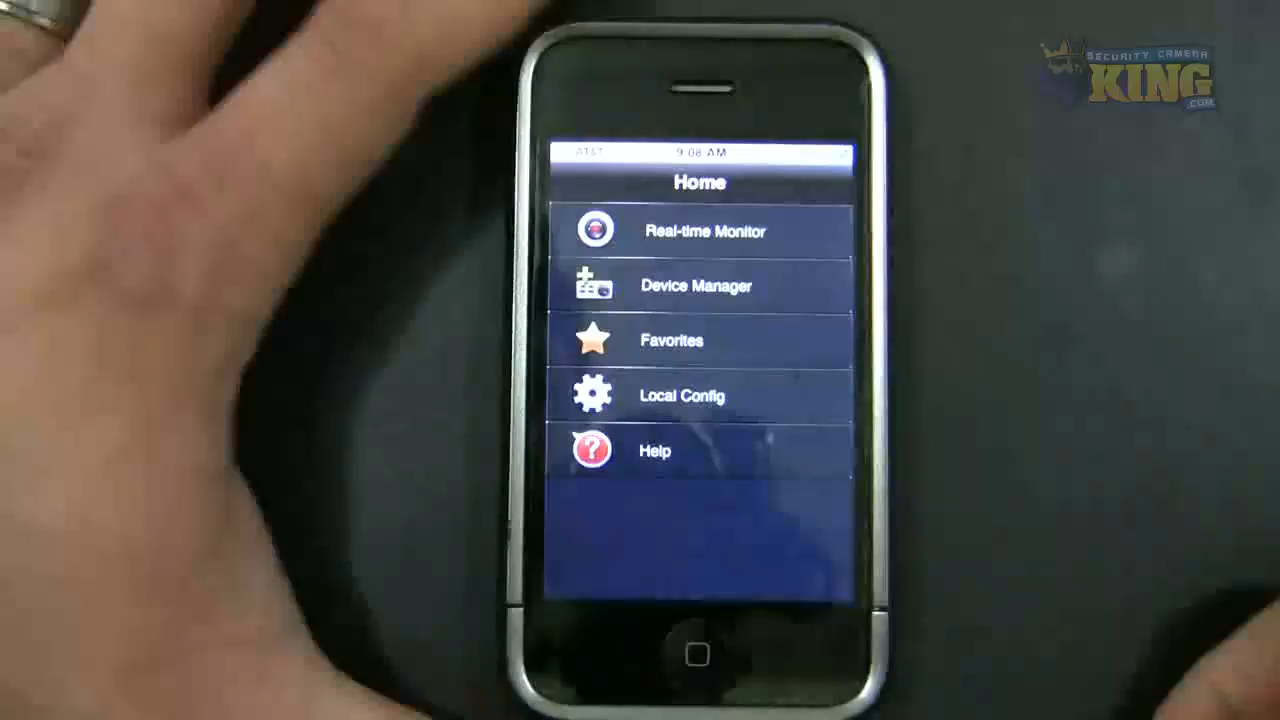 SECURITY CAMERA
KING
.COM
AT&T 9:08 AM
Home
Real-time Monitor
Device Manager
Favorites
Local Config
?
Help